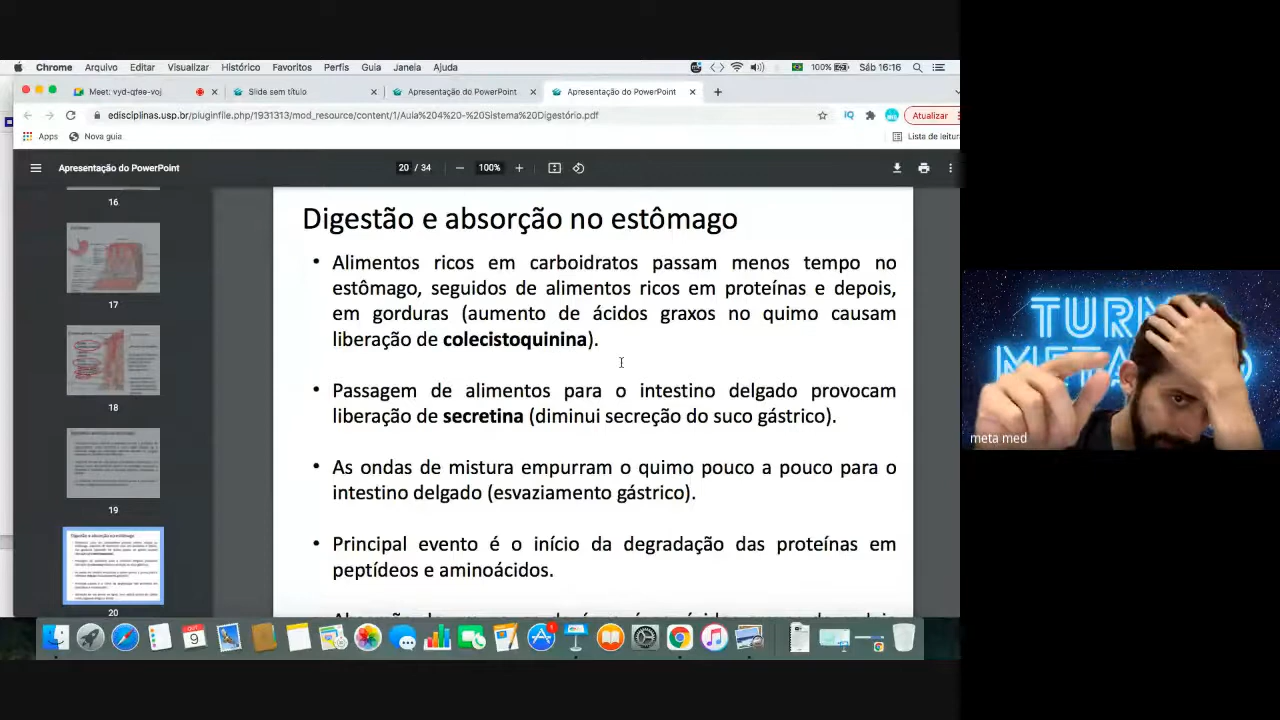 Chrome Arquivo Editar Visualizar Histórico Favoritos Perfis Guia Janela Ajuda 100% Sáb 16:16
Meet: vyd-qfee-voj Slide sem título Apresentação do PowerPoint Apresentação do PowerPoint
edisciplinas.usp.br/pluginfile.php/1931313/mod_resource/content/1/Aula%204%20-%20Sistema%20Digestório.pdf IQ Atualizar
Apps Nova guia Lista de leitura
Apresentação do PowerPoint 20 / 34 100%
16
17
18
19
20
Digestão e absorção no estômago
• Alimentos ricos em carboidratos passam menos tempo no
estômago, seguidos de alimentos ricos em proteínas e depois,
em gorduras (aumento de ácidos graxos no quimo causam
liberação de colecistoquinina).
• Passagem de alimentos para o intestino delgado provocam
liberação de secretina (diminui secreção do suco gástrico).
• As ondas de mistura empurram o quimo pouco a pouco para o
intestino delgado (esvaziamento gástrico).
• Principal evento é início da degradação das proteínas em
peptídeos e aminoácidos.
OUT
9
1
TURM
META
meta med